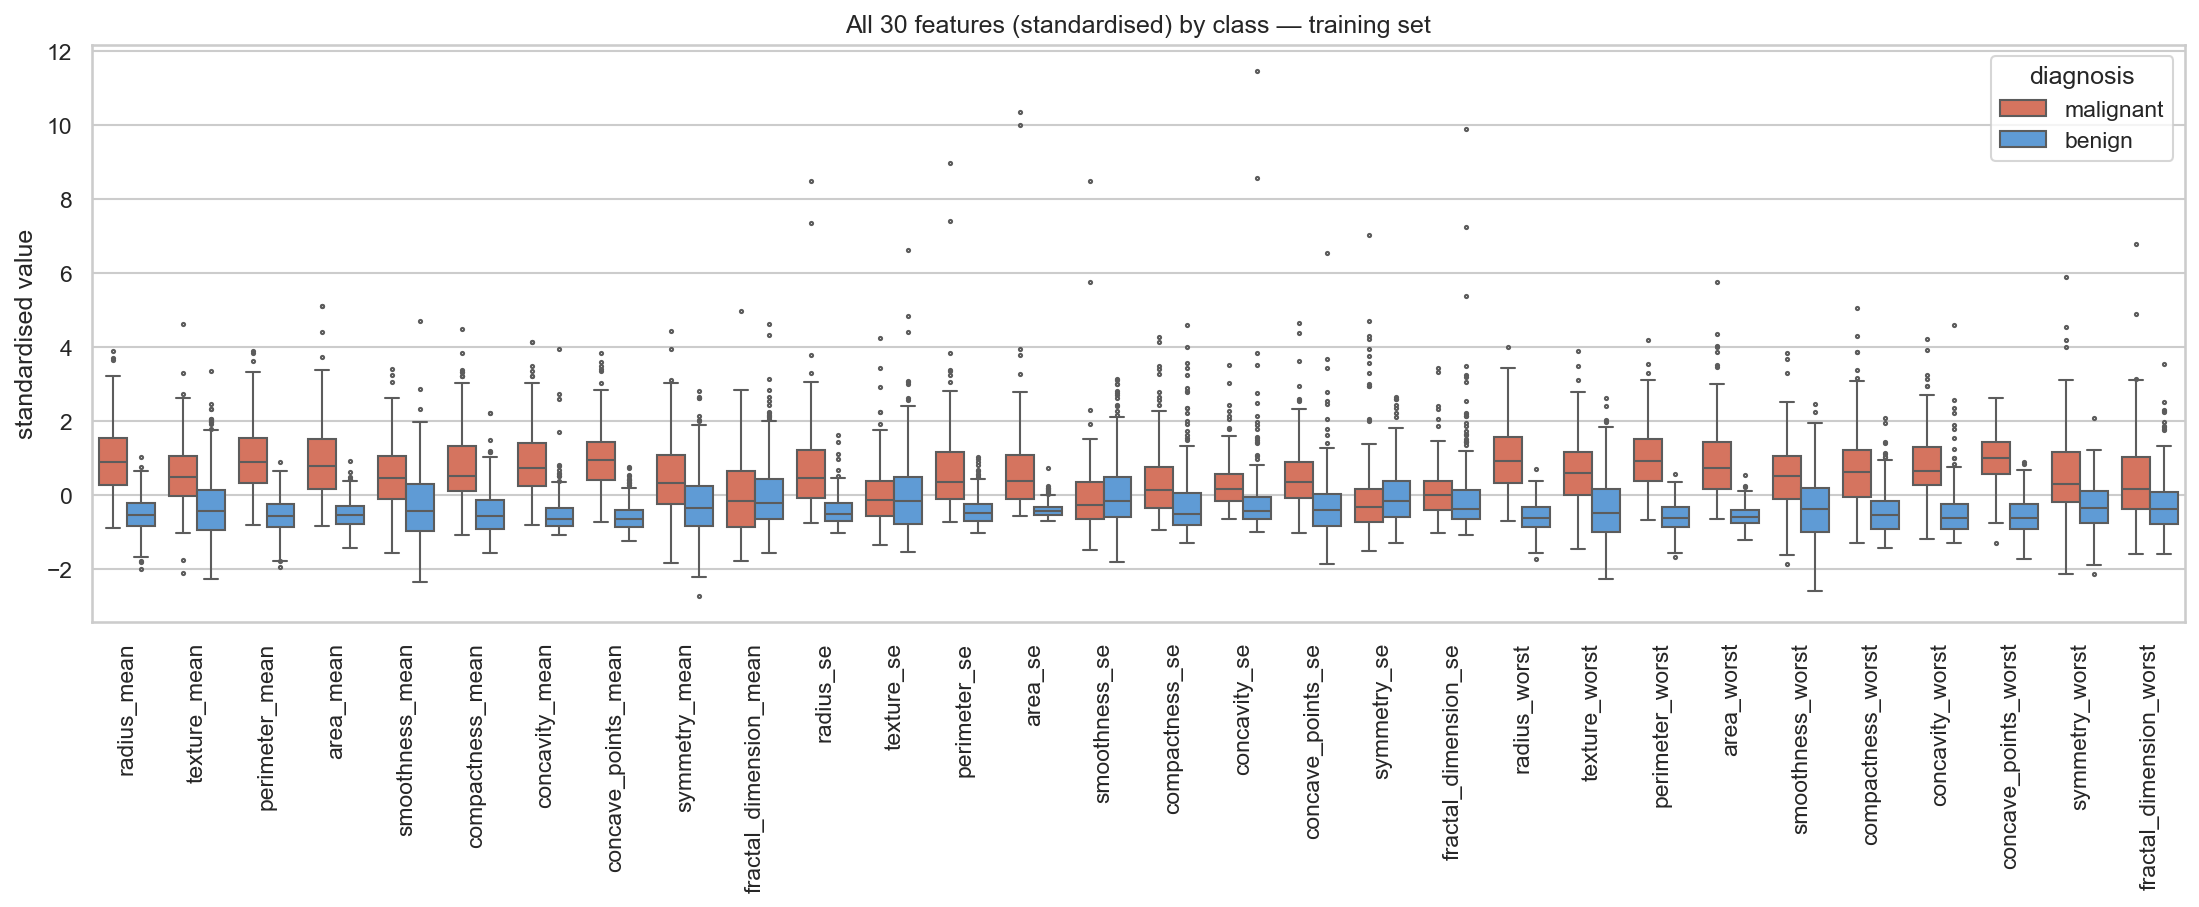 All 30 features (standardised) by class — training set
standardised value
12
10
8
6
4
2
0
−2
diagnosis
malignant
benign
radius_mean
texture_mean
perimeter_mean
area_mean
smoothness_mean
compactness_mean
concavity_mean
concave_points_mean
symmetry_mean
fractal_dimension_mean
radius_se
texture_se
perimeter_se
area_se
smoothness_se
compactness_se
concavity_se
concave_points_se
symmetry_se
fractal_dimension_se
radius_worst
texture_worst
perimeter_worst
area_worst
smoothness_worst
compactness_worst
concavity_worst
concave_points_worst
symmetry_worst
fractal_dimension_worst